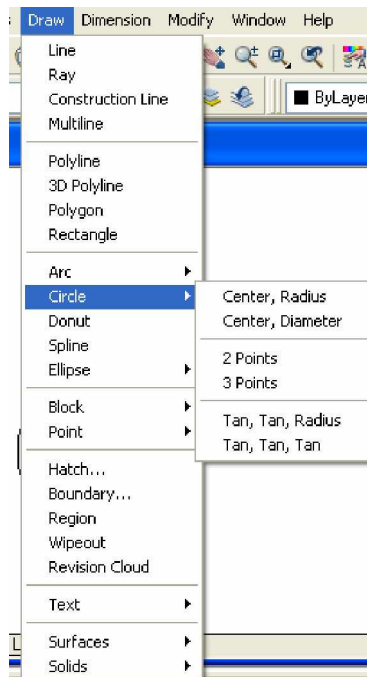 Draw Dimension Modify Window Help
Line
Ray
Construction Line
ByLayer
Multiline
Polyline
3D Polyline
Polygon
Rectangle
Arc
Circle
Center, Radius
Donut
Center, Diameter
Spline
2 Points
Ellipse
3 Points
Block
Tan, Tan, Radius
Point
Tan, Tan, Tan
Hatch...
Boundary...
Region
Wipeout
Revision Cloud
Text
Surfaces
Solids